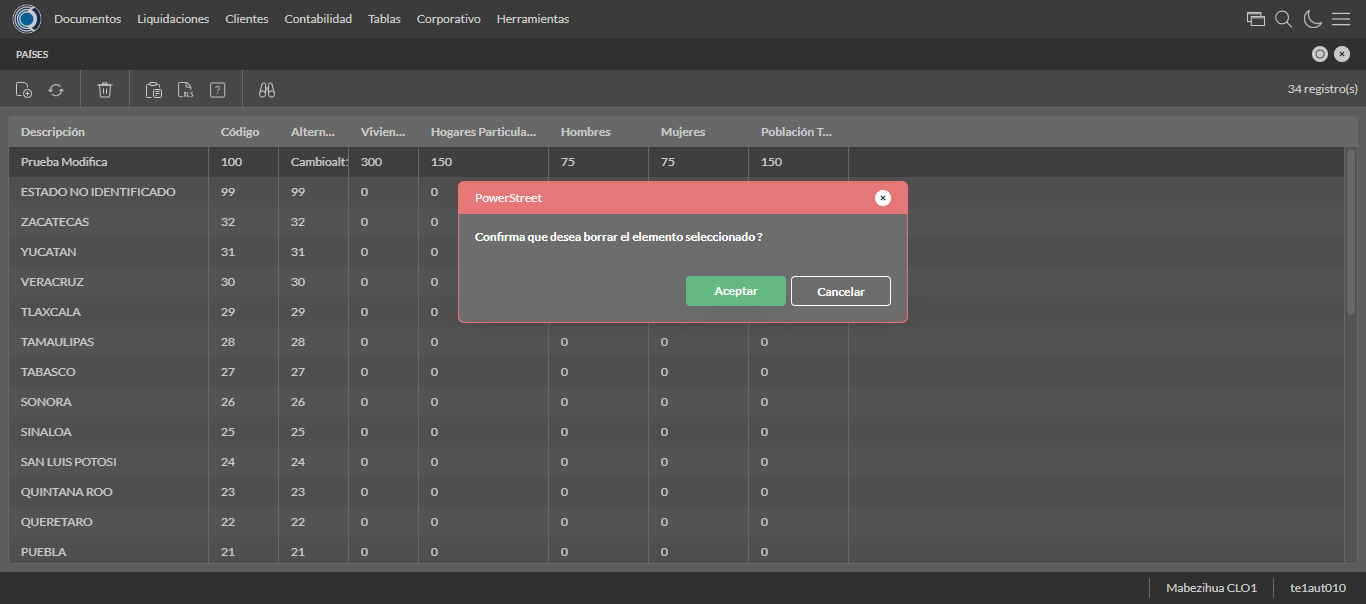 Documentos Liquidaciones Clientes Contabilidad Tablas Corporativo Herramientas
PAÍSES
XLS ? 34 registro(s)
Descripción Código Altern... Vivien... Hogares Particula... Hombres Mujeres Población T...
Prueba Modifica 100 Cambioalt1 300 150 75 75 150
ESTADO NO IDENTIFICADO 99 99 0 0
ZACATECAS 32 32 0 0
YUCATAN 31 31 0 0
VERACRUZ 30 30 0 0
TLAXCALA 29 29 0 0
PowerStreet
Confirma que desea borrar el elemento seleccionado ?
Aceptar Cancelar
TAMAULIPAS 28 28 0 0 0 0 0
TABASCO 27 27 0 0 0 0 0
SONORA 26 26 0 0 0 0 0
SINALOA 25 25 0 0 0 0 0
SAN LUIS POTOSI 24 24 0 0 0 0 0
QUINTANA ROO 23 23 0 0 0 0 0
QUERETARO 22 22 0 0 0 0 0
PUEBLA 21 21 0 0 0 0 0
Mabezihua CLO1 te1aut010